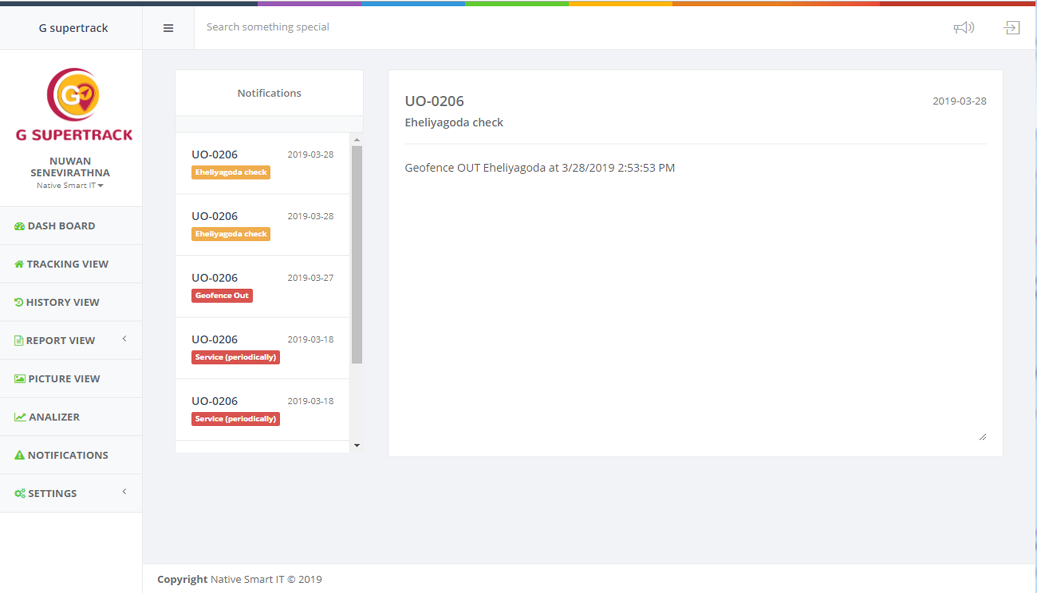 G supertrack
Search something special
G
G SUPERTRACK
NUWAN
SENEVIRATHNA
Native Smart IT
DASH BOARD
TRACKING VIEW
HISTORY VIEW
REPORT VIEW
PICTURE VIEW
ANALIZER
NOTIFICATIONS
SETTINGS
Notifications
UO-0206 2019-03-28
Eheliyagoda check
UO-0206 2019-03-28
Eheliyagoda check
UO-0206 2019-03-27
Geofence Out
UO-0206 2019-03-18
Service (periodically)
UO-0206 2019-03-18
Service (periodically)
UO-0206 2019-03-28
Eheliyagoda check
Geofence OUT Eheliyagoda at 3/28/2019 2:53:53 PM
Copyright Native Smart IT © 2019